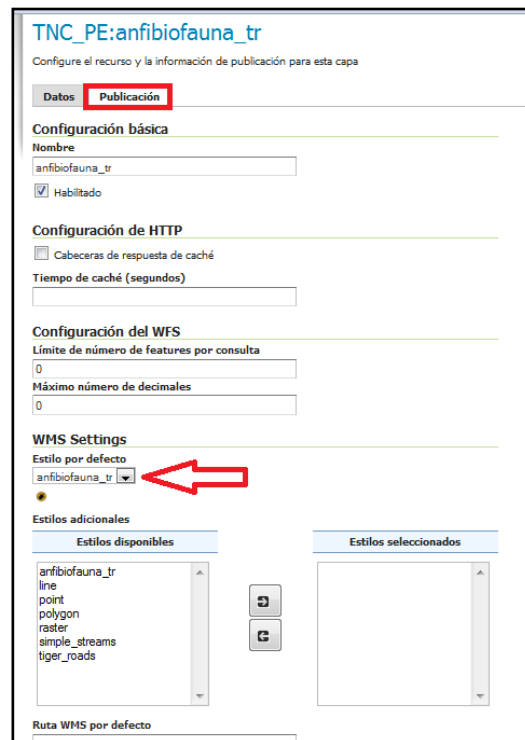 TNC_PE:anfibiofauna_tr
Configure el recurso y la información de publicación para esta capa
Datos Publicación
Configuración básica
Nombre
anfibiofauna_tr
Habilitado
Configuración de HTTP
Cabeceras de respuesta de caché
Tiempo de caché (segundos)
Configuración del WFS
Límite de número de features por consulta
0
Máximo número de decimales
0
WMS Settings
Estilo por defecto
anfibiofauna_tr
Estilos adicionales
Estilos disponibles Estilos seleccionados
anfibiofauna_tr
line
point
polygon
raster
simple_streams
tiger_roads
Ruta WMS por defecto